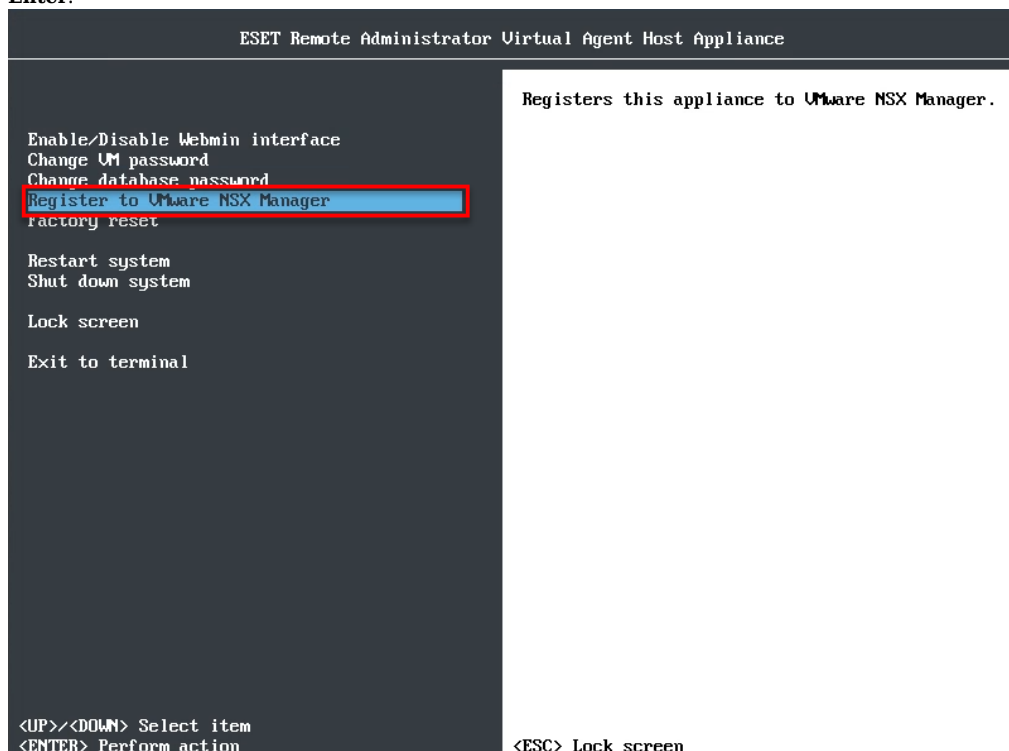 Enter.
ESET Remote Administrator Virtual Agent Host Appliance
Registers this appliance to VMware NSX Manager.
Enable/Disable Webmin interface
Change VM password
Change database password
Register to VMware NSX Manager
Factory reset
Restart system
Shut down system
Lock screen
Exit to terminal
<UP>/<DOWN> Select item
<ENTER> Perform action
<ESC> Lock screen